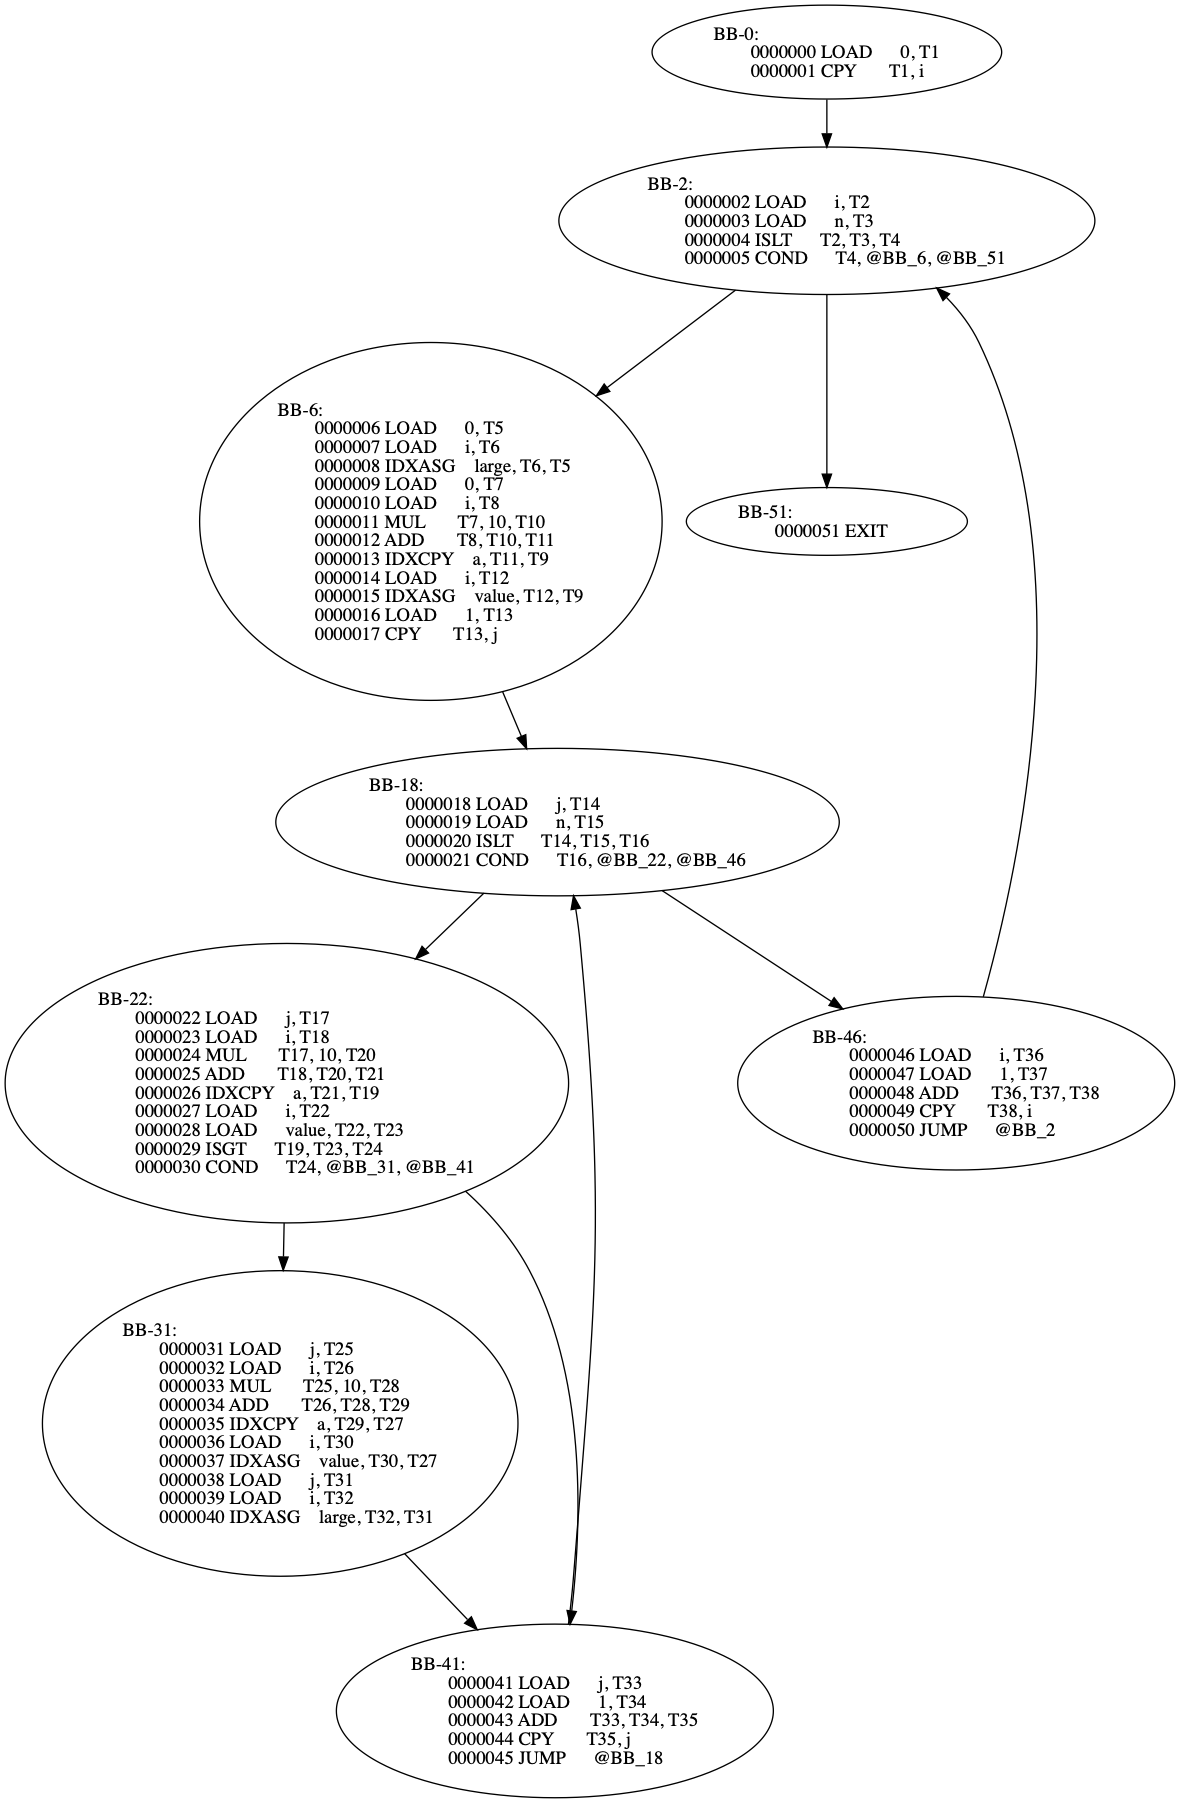 BB-0:
0000000 LOAD 0, T1
0000001 CPY T1, i
BB-2:
0000002 LOAD i, T2
0000003 LOAD n, T3
0000004 ISLT T2, T3, T4
0000005 COND T4, @BB_6, @BB_51
BB-6:
0000006 LOAD 0, T5
0000007 LOAD i, T6
0000008 IDXASG large, T6, T5
0000009 LOAD 0, T7
0000010 LOAD i, T8
0000011 MUL T7, 10, T10
0000012 ADD T8, T10, T11
0000013 IDXCPY a, T11, T9
0000014 LOAD i, T12
0000015 IDXASG value, T12, T9
0000016 LOAD 1, T13
0000017 CPY T13, j
BB-51:
0000051 EXIT
BB-18:
0000018 LOAD j, T14
0000019 LOAD n, T15
0000020 ISLT T14, T15, T16
0000021 COND T16, @BB_22, @BB_46
BB-22:
0000022 LOAD j, T17
0000023 LOAD i, T18
0000024 MUL T17, 10, T20
0000025 ADD T18, T20, T21
0000026 IDXCPY a, T21, T19
0000027 LOAD i, T22
0000028 LOAD value, T22, T23
0000029 ISGT T19, T23, T24
0000030 COND T24, @BB_31, @BB_41
BB-46:
0000046 LOAD i, T36
0000047 LOAD 1, T37
0000048 ADD T36, T37, T38
0000049 CPY T38, i
0000050 JUMP @BB_2
BB-31:
0000031 LOAD j, T25
0000032 LOAD i, T26
0000033 MUL T25, 10, T28
0000034 ADD T26, T28, T29
0000035 IDXCPY a, T29, T27
0000036 LOAD i, T30
0000037 IDXASG value, T30, T27
0000038 LOAD j, T31
0000039 LOAD i, T32
0000040 IDXASG large, T32, T31
BB-41:
0000041 LOAD j, T33
0000042 LOAD 1, T34
0000043 ADD T33, T34, T35
0000044 CPY T35, j
0000045 JUMP @BB_18